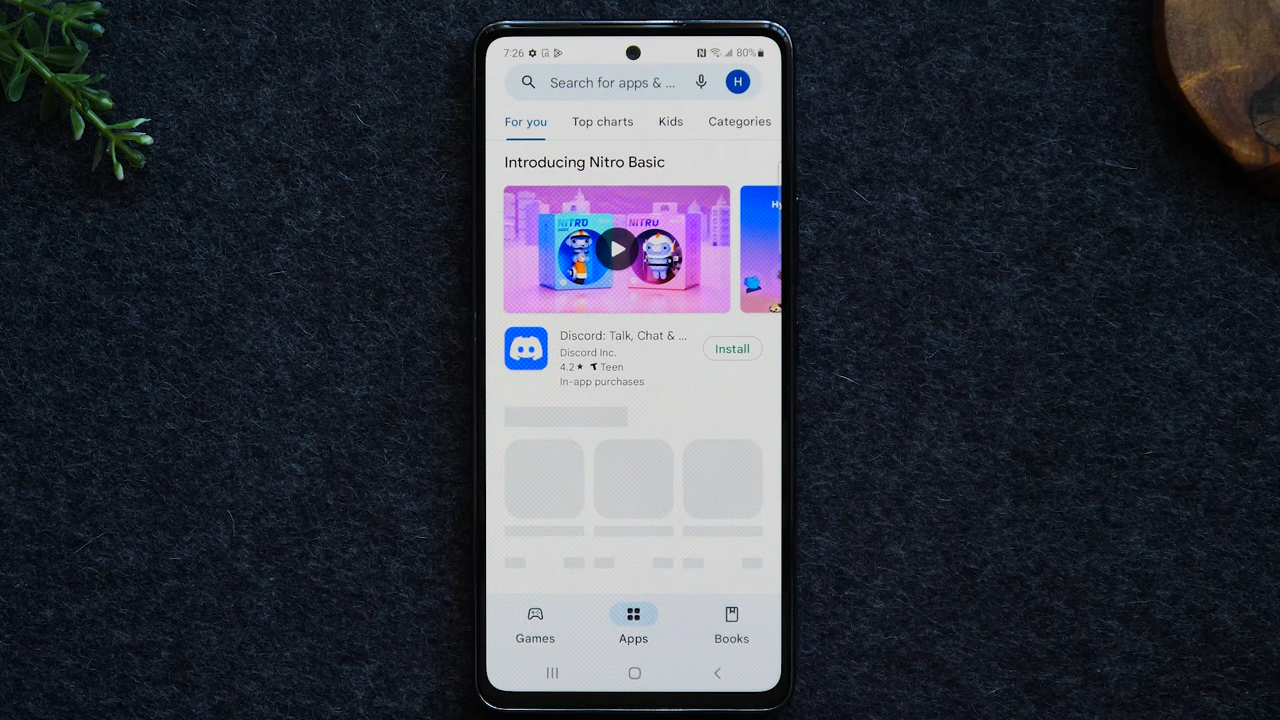 7:26 80%
Search for apps & ... H
For you Top charts Kids Categories
Introducing Nitro Basic
NITRO
BASIC
NITRO
Discord: Talk, Chat & ...
Discord Inc.
4.2★ T Teen
In-app purchases
Install
Games Apps Books